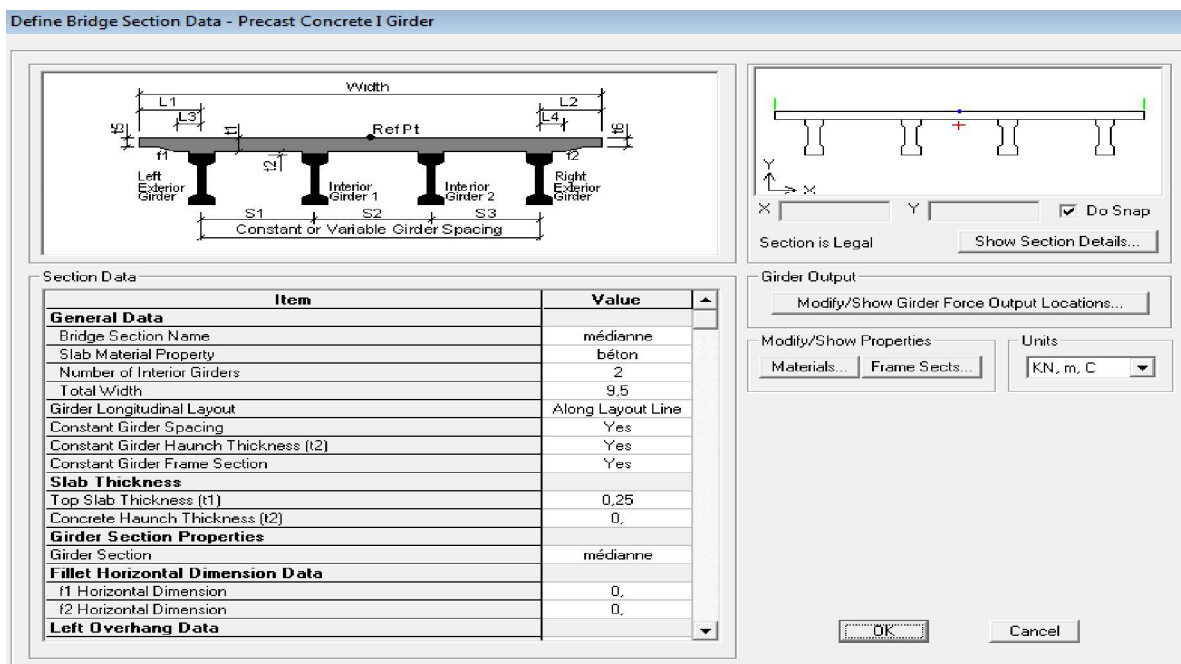 Define Bridge Section Data - Precast Concrete I Girder
Width
L1
L2
L3
L4
t5
t1
Ref Pt
t6
f1
t2
f2
Left Exterior Girder
Interior Girder 1
Interior Girder 2
Right Exterior Girder
S1
S2
S3
Constant or Variable Girder Spacing
Y
X
X
Y
Do Snap
Section is Legal
Show Section Details...
Section Data
Item Value
General Data
Bridge Section Name médianne
Slab Material Property béton
Number of Interior Girders 2
Total Width 9,5
Girder Longitudinal Layout Along Layout Line
Constant Girder Spacing Yes
Constant Girder Haunch Thickness (t2) Yes
Constant Girder Frame Section Yes
Slab Thickness
Top Slab Thickness (t1) 0,25
Concrete Haunch Thickness (t2) 0,
Girder Section Properties
Girder Section médianne
Fillet Horizontal Dimension Data
f1 Horizontal Dimension 0,
f2 Horizontal Dimension 0,
Left Overhang Data
Girder Output
Modify/Show Girder Force Output Locations...
Modify/Show Properties
Materials...
Frame Sects...
Units
KN, m, C
OK
Cancel